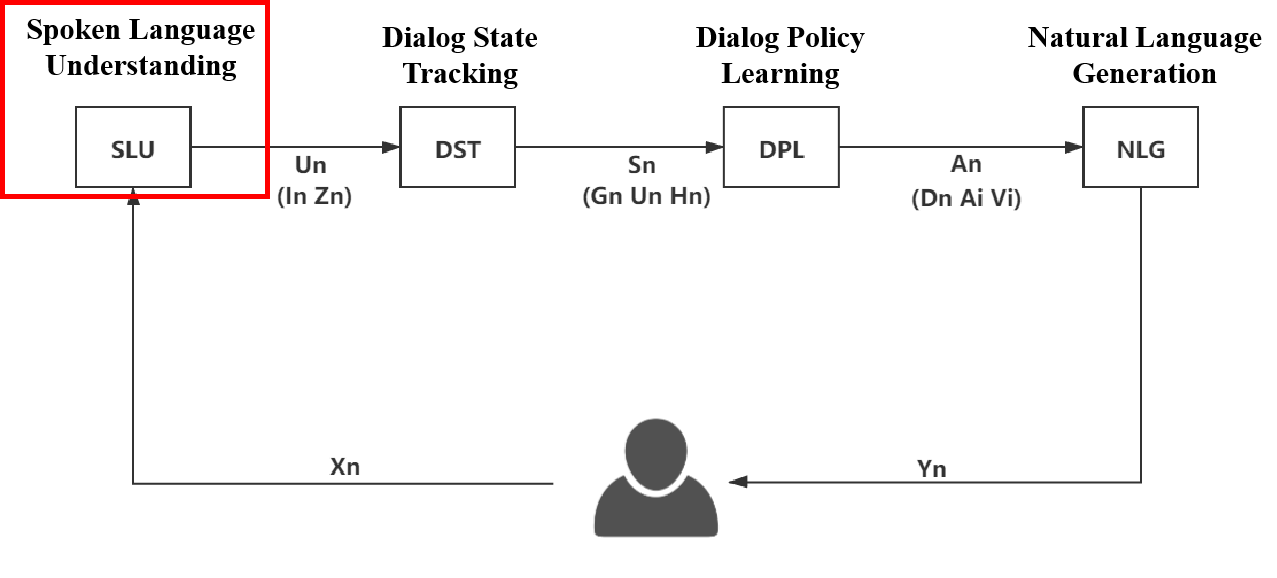 Spoken Language
Understanding
Dialog State
Tracking
Dialog Policy
Learning
Natural Language
Generation
SLU
DST
DPL
NLG
Un
(In Zn)
Sn
(Gn Un Hn)
An
(Dn Ai Vi)
Xn
Yn